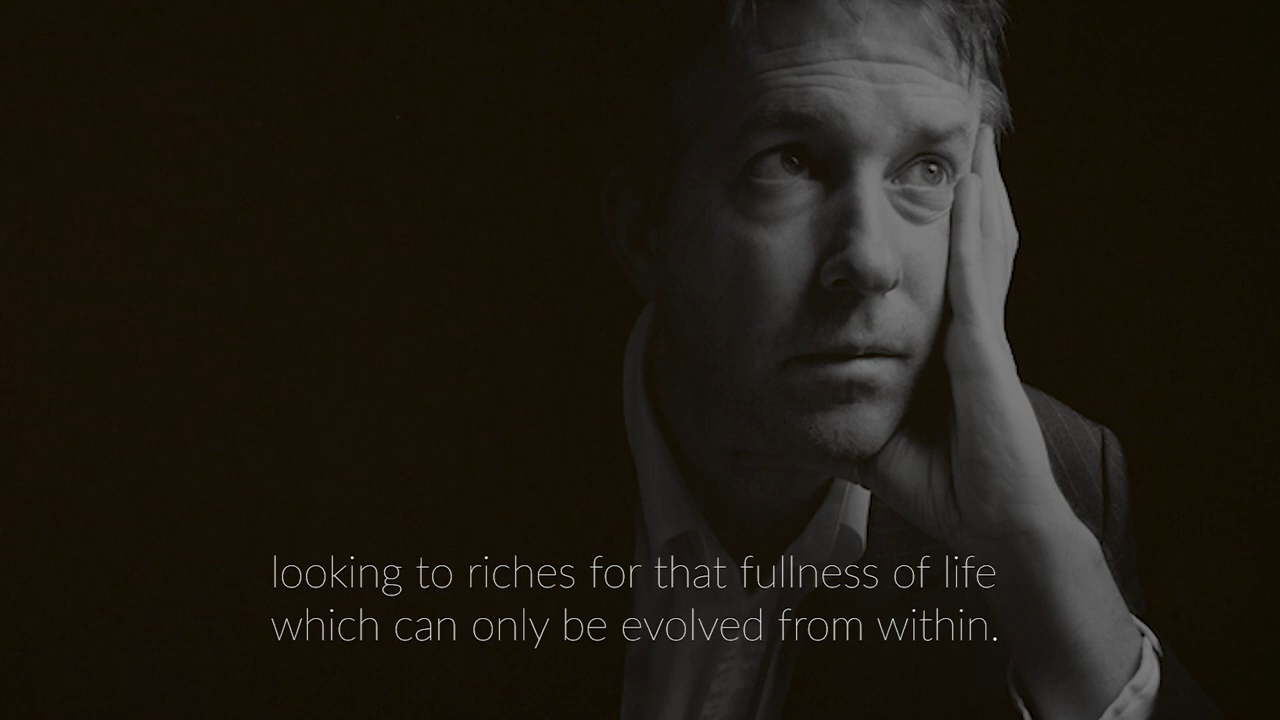 looking to riches for that fullness of life
which can only be evolved from within.